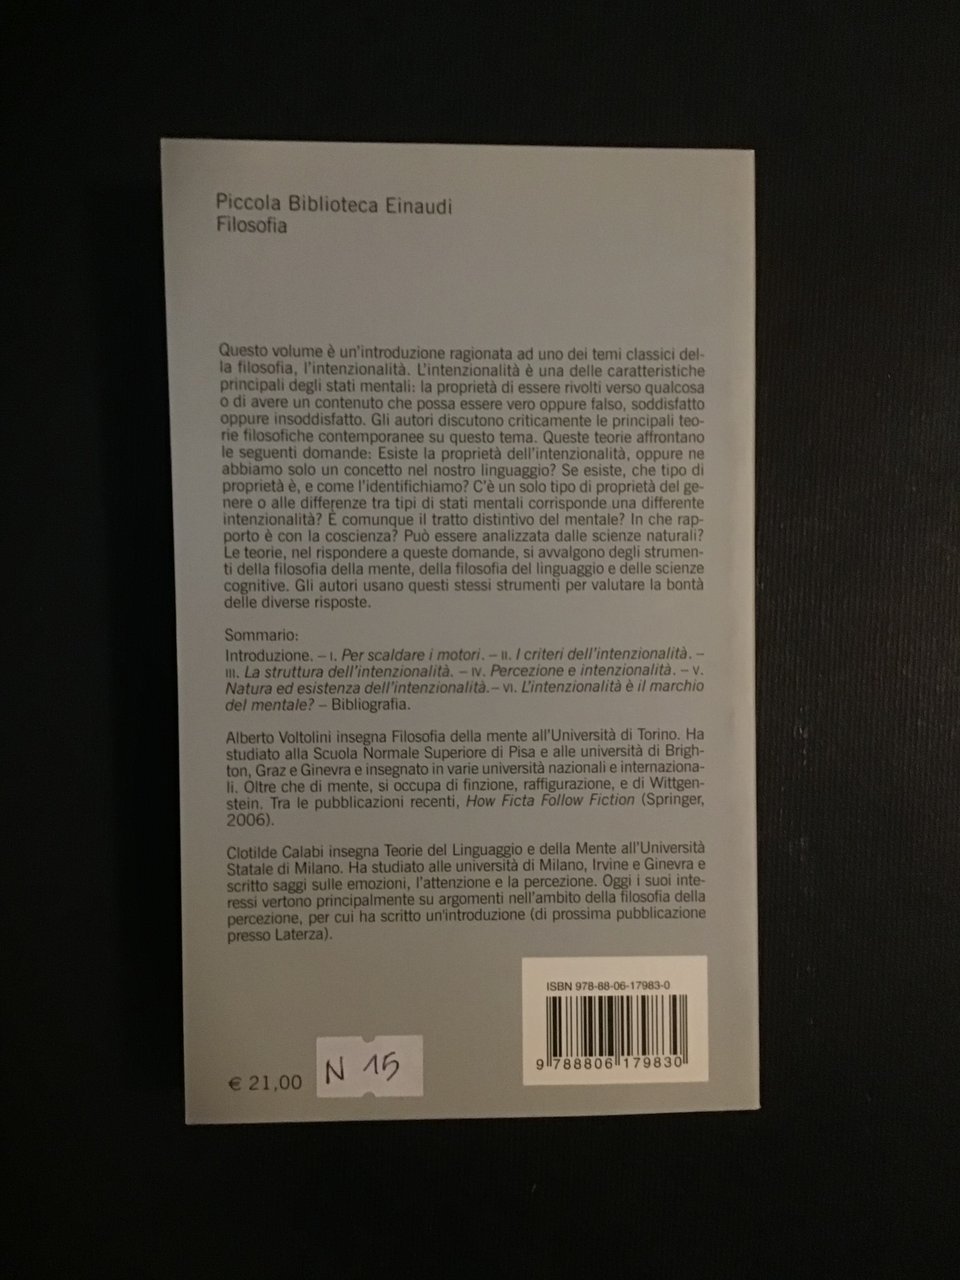 Piccola Biblioteca Einaudi
Filosofia
Questo volume è un'introduzione ragionata ad uno dei temi classici del-
la filosofia, l'intenzionalità. L'intenzionalità è una delle caratteristiche
principali degli stati mentali: la proprietà di essere rivolti verso qualcosa
o di avere un contenuto che possa essere vero oppure falso, soddisfatto
oppure insoddisfatto. Gli autori discutono criticamente le principali teo-
rie filosofiche contemporanee su questo tema. Queste teorie affrontano
le seguenti domande: Esiste la proprietà dell'intenzionalità, oppure ne
abbiamo solo un concetto nel nostro linguaggio? Se esiste, che tipo di
proprietà è, e come l'identifichiamo? C'è un solo tipo di proprietà del ge-
nere o alle differenze tra tipi di stati mentali corrisponde una differente
intenzionalità? È comunque il tratto distintivo del mentale? In che rap-
porto è con la coscienza? Può essere analizzata dalle scienze naturali?
Le teorie, nel rispondere a queste domande, si avvalgono degli strumen-
ti della filosofia della mente, della filosofia del linguaggio e delle scienze
cognitive. Gli autori usano questi stessi strumenti per valutare la bontà
delle diverse risposte.
Sommario:
Introduzione. – I. Per scaldare i motori. – II. I criteri dell'intenzionalità. –
III. La struttura dell'intenzionalità. – IV. Percezione e intenzionalità. – V.
Natura ed esistenza dell'intenzionalità. – VI. L'intenzionalità è il marchio
del mentale? – Bibliografia.
Alberto Voltolini insegna Filosofia della mente all'Università di Torino. Ha
studiato alla Scuola Normale Superiore di Pisa e alle università di Brigh-
ton, Graz e Ginevra e insegnato in varie università nazionali e internaziona-
li. Oltre che di mente, si occupa di finzione, raffigurazione, e di Wittgen-
stein. Tra le pubblicazioni recenti, How Ficta Follow Fiction (Springer,
2006).
Clotilde Calabi insegna Teorie del Linguaggio e della Mente all'Università
Statale di Milano. Ha studiato alle università di Milano, Irvine e Ginevra e
scritto saggi sulle emozioni, l'attenzione e la percezione. Oggi i suoi inte-
ressi vertono principalmente su argomenti nell'ambito della filosofia della
percezione, per cui ha scritto un'introduzione (di prossima pubblicazione
presso Laterza).
ISBN 978-88-06-17983-0
9 788806 179830
€ 21,00
N 15